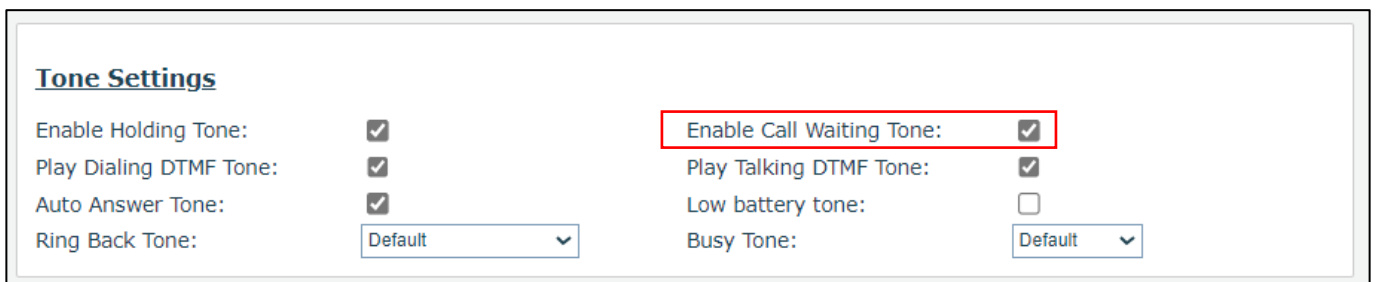 Tone Settings
Enable Holding Tone: Enable Call Waiting Tone:
Play Dialing DTMF Tone: Play Talking DTMF Tone:
Auto Answer Tone: Low battery tone:
Ring Back Tone: Default Busy Tone: Default